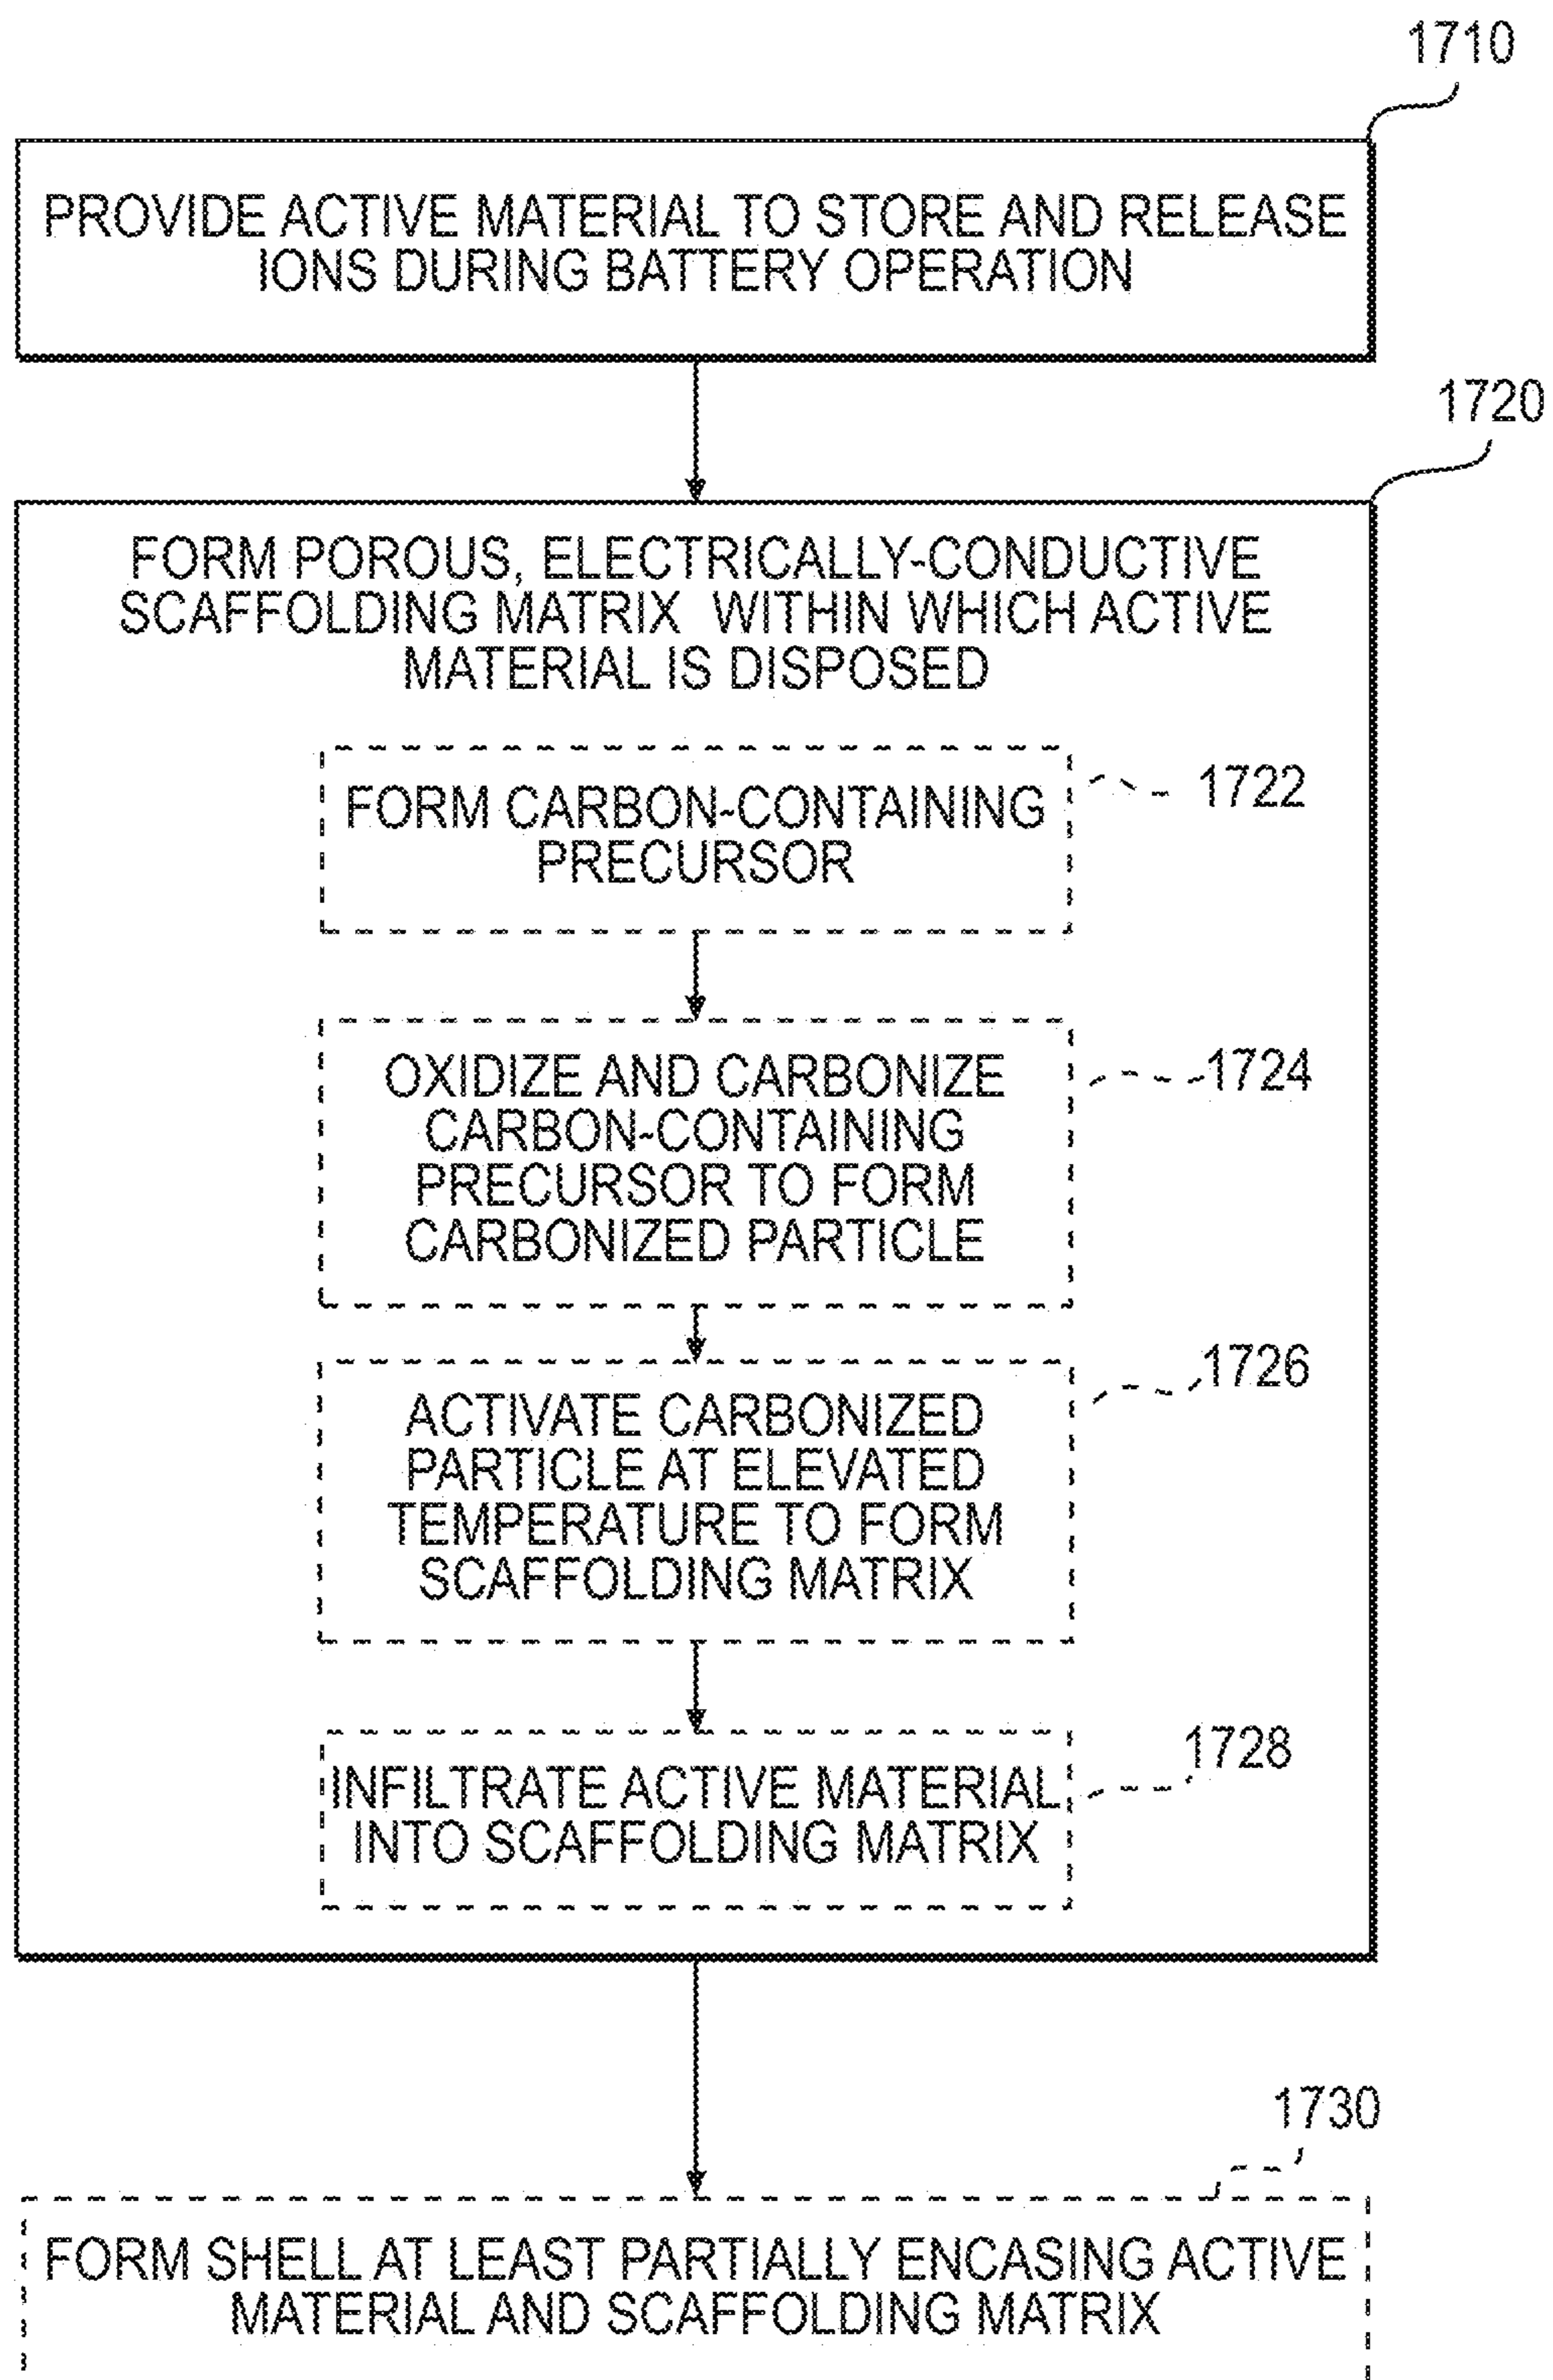 1710
PROVIDE ACTIVE MATERIAL TO STORE AND RELEASE
IONS DURING BATTERY OPERATION
1720
FORM POROUS, ELECTRICALLY-CONDUCTIVE
SCAFFOLDING MATRIX WITHIN WHICH ACTIVE
MATERIAL IS DISPOSED
FORM CARBON-CONTAINING
PRECURSOR
1722
OXIDIZE AND CARBONIZE
CARBON-CONTAINING
PRECURSOR TO FORM
CARBONIZED PARTICLE
1724
ACTIVATE CARBONIZED
PARTICLE AT ELEVATED
TEMPERATURE TO FORM
SCAFFOLDING MATRIX
1726
INFILTRATE ACTIVE MATERIAL
INTO SCAFFOLDING MATRIX
1728
1730
FORM SHELL AT LEAST PARTIALLY ENCASING ACTIVE
MATERIAL AND SCAFFOLDING MATRIX